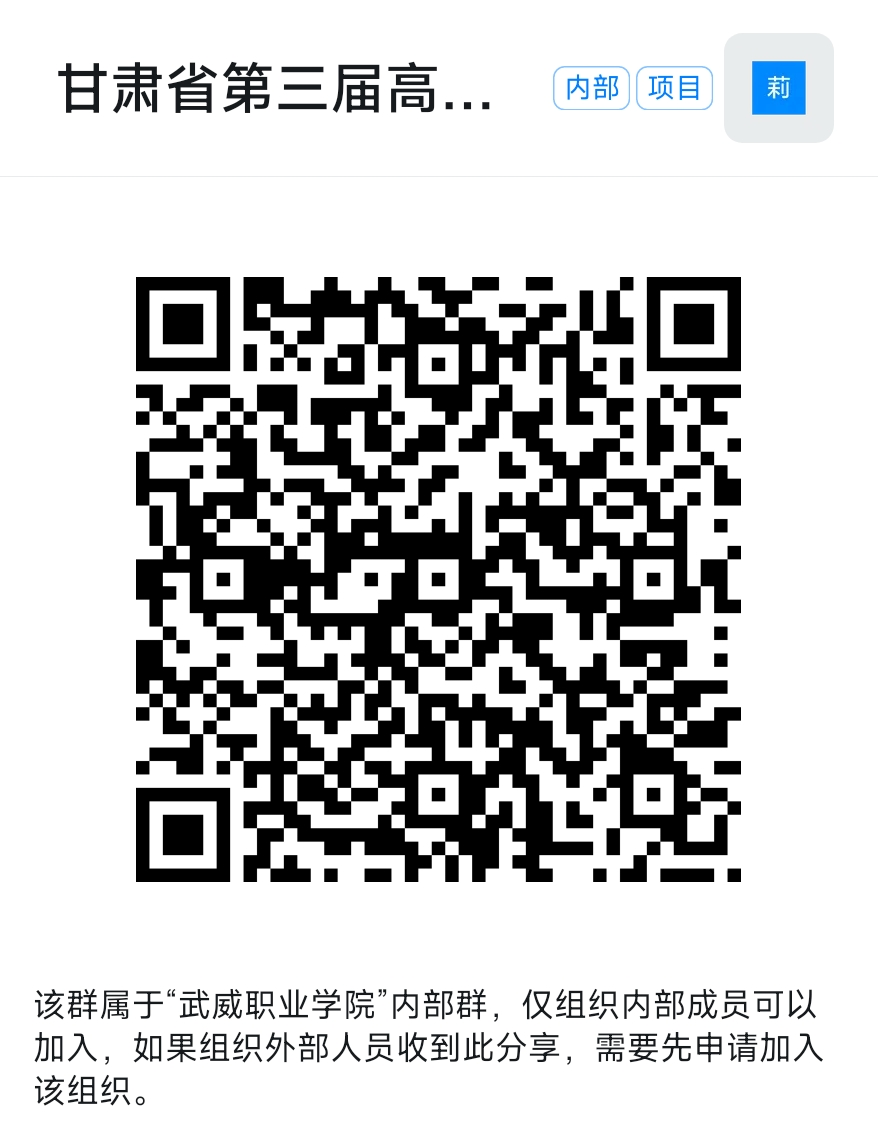 甘肃省第三届高...
内部
项目
莉
该群属于“武威职业学院”内部群，仅组织内部成员可以
加入，如果组织外部人员收到此分享，需要先申请加入
该组织。